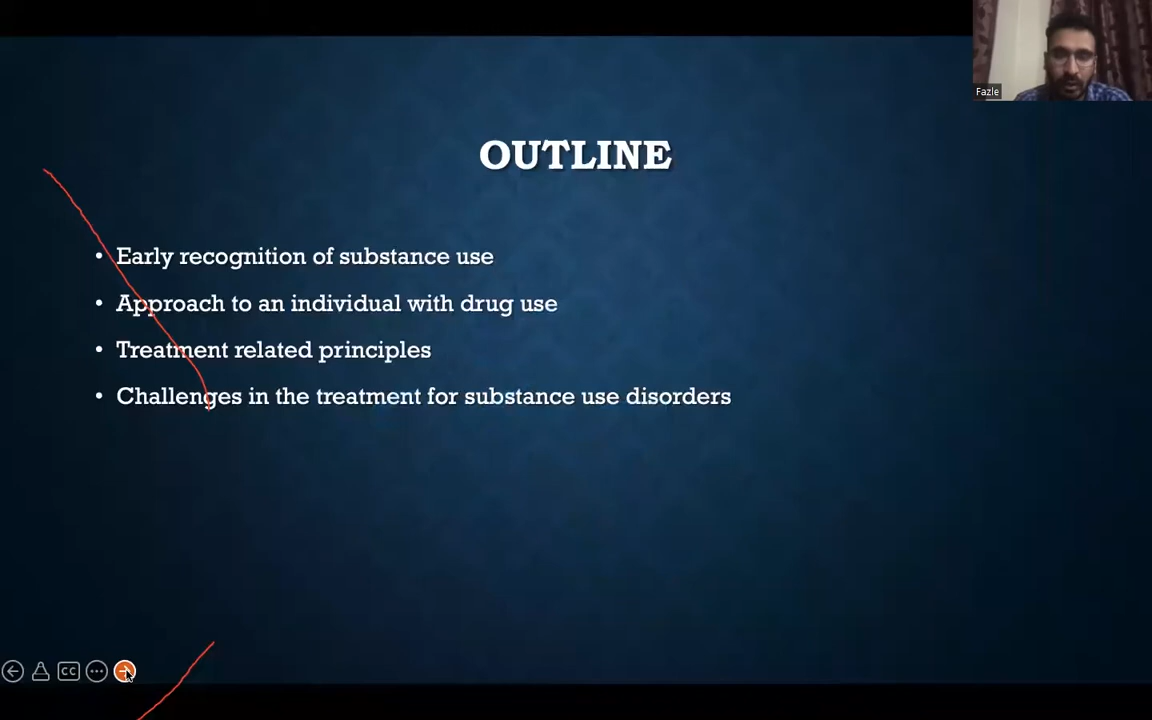 Fazle
OUTLINE
• Early recognition of substance use
• Approach to an individual with drug use
• Treatment related principles
• Challenges in the treatment for substance use disorders
CC